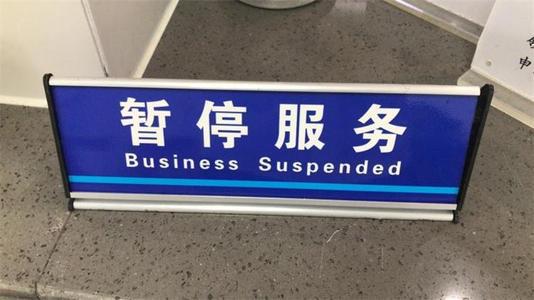 暂停服务
Business Suspended